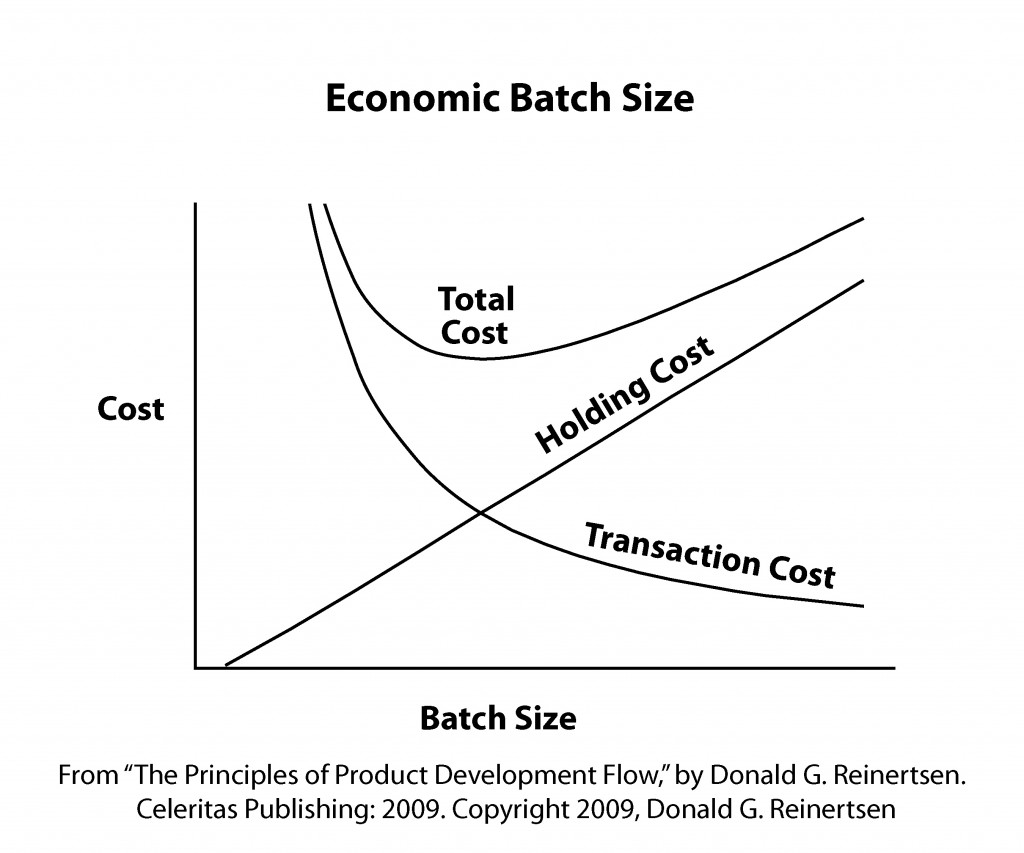 Economic Batch Size
Total
Cost
Holding Cost
Cost
Transaction Cost
Batch Size
From “The Principles of Product Development Flow,” by Donald G. Reinertsen.
Celeritas Publishing: 2009. Copyright 2009, Donald G. Reinertsen